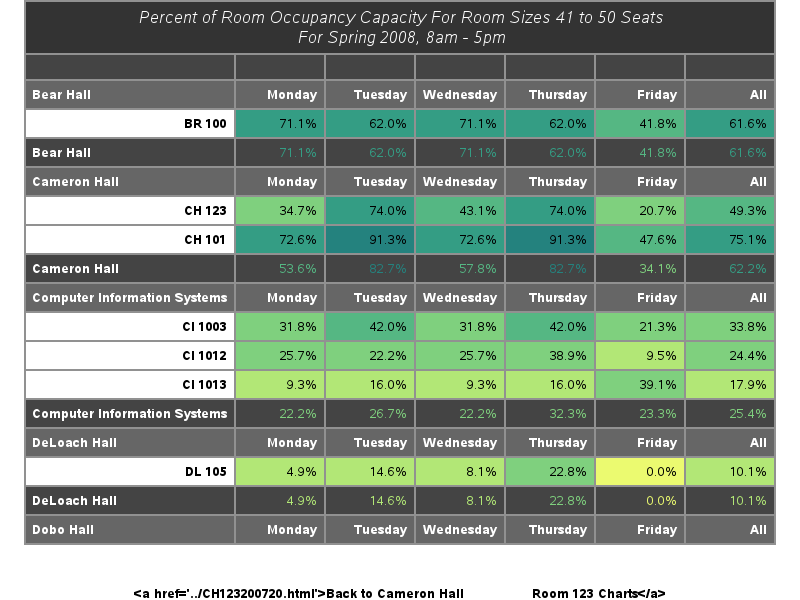 Percent of Room Occupancy Capacity For Room Sizes 41 to 50 Seats
For Spring 2008, 8am - 5pm
Bear Hall Monday Tuesday Wednesday Thursday Friday All
BR 100 71.1% 62.0% 71.1% 62.0% 41.8% 61.6%
Bear Hall 71.1% 62.0% 71.1% 62.0% 41.8% 61.6%
Cameron Hall Monday Tuesday Wednesday Thursday Friday All
CH 123 34.7% 74.0% 43.1% 74.0% 20.7% 49.3%
CH 101 72.6% 91.3% 72.6% 91.3% 47.6% 75.1%
Cameron Hall 53.6% 82.7% 57.8% 82.7% 34.1% 62.2%
Computer Information Systems Monday Tuesday Wednesday Thursday Friday All
CI 1003 31.8% 42.0% 31.8% 42.0% 21.3% 33.8%
CI 1012 25.7% 22.2% 25.7% 38.9% 9.5% 24.4%
CI 1013 9.3% 16.0% 9.3% 16.0% 39.1% 17.9%
Computer Information Systems 22.2% 26.7% 22.2% 32.3% 23.3% 25.4%
DeLoach Hall Monday Tuesday Wednesday Thursday Friday All
DL 105 4.9% 14.6% 8.1% 22.8% 0.0% 10.1%
DeLoach Hall 4.9% 14.6% 8.1% 22.8% 0.0% 10.1%
Dobo Hall Monday Tuesday Wednesday Thursday Friday All
<a href='../CH123200720.html'>Back to Cameron Hall Room 123 Charts</a>